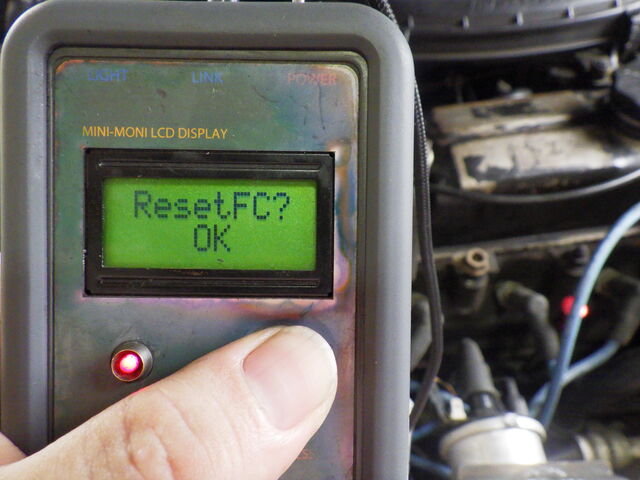 LIGHT LINK POWER
MINI-MONI LCD DISPLAY
ResetFC?
OK